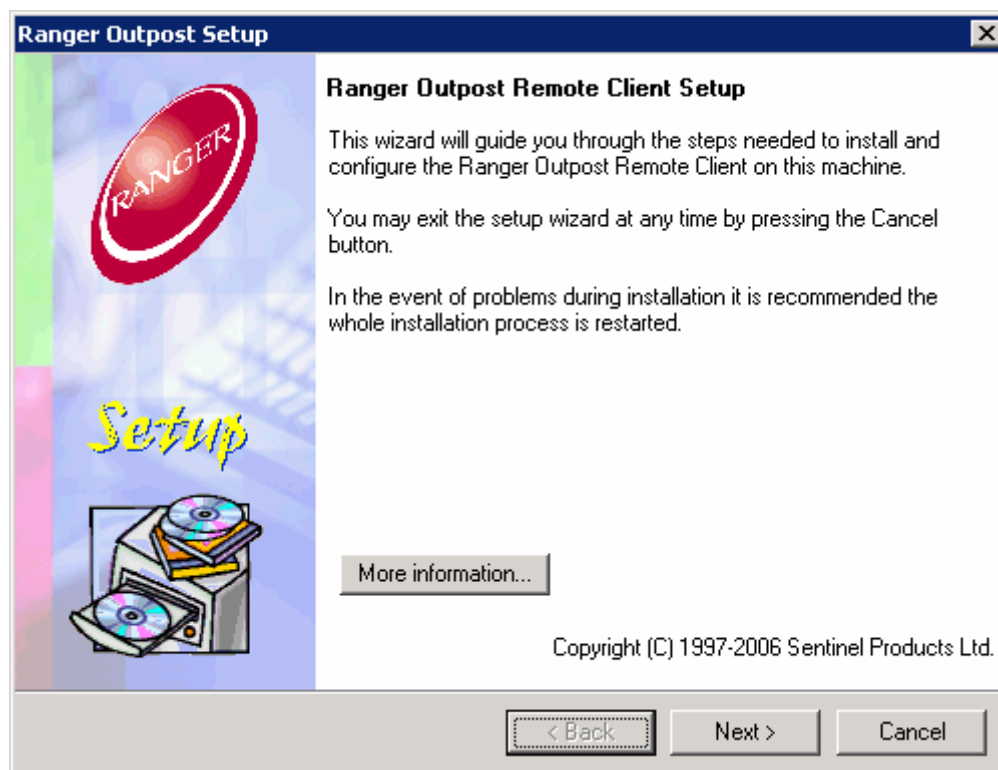 Ranger Outpost Setup
RANGER
Setup
Ranger Outpost Remote Client Setup
This wizard will guide you through the steps needed to install and
configure the Ranger Outpost Remote Client on this machine.
You may exit the setup wizard at any time by pressing the Cancel
button.
In the event of problems during installation it is recommended the
whole installation process is restarted.
More information...
Copyright (C) 1997-2006 Sentinel Products Ltd.
< Back
Next >
Cancel